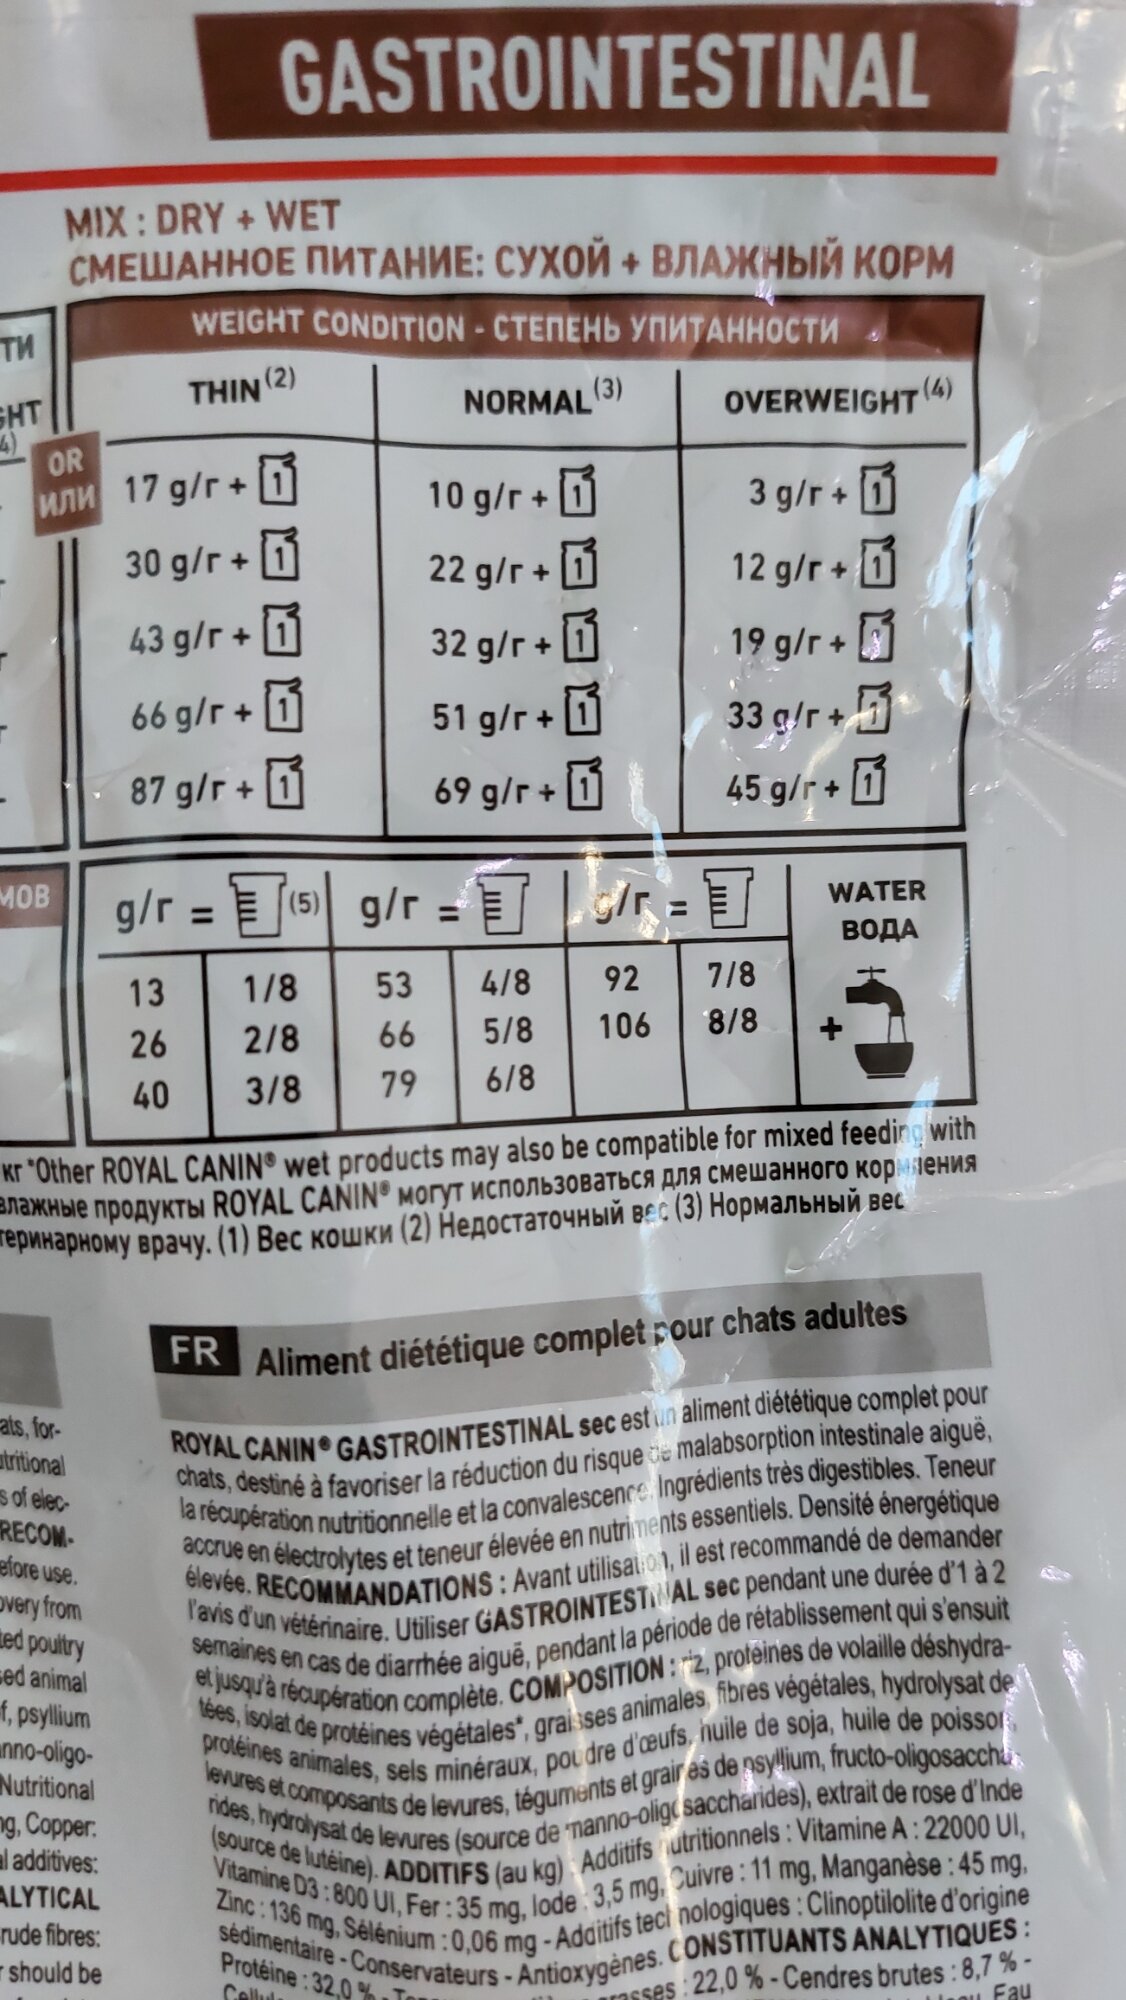 GASTROINTESTINAL
MIX : DRY + WET
СМЕШАННОЕ ПИТАНИЕ: СУХОЙ + ВЛАЖНЫЙ КОРМ
WEIGHT CONDITION - СТЕПЕНЬ УПИТАННОСТИ
ТИ
THIN (2) NORMAL (3) OVERWEIGHT (4)
GHT
4)
OR
ИЛИ
17 g/г + 1 10 g/г + 1 3 g/г + 1
30 g/г + 1 22 g/г + 1 12 g/г + 1
43 g/г + 1 32 g/г + 1 19 g/г + 1
66 g/г + 1 51 g/г + 1 33 g/г + 1
87 g/г + 1 69 g/г + 1 45 g/г + 1
МОВ
g/г = (5) g/г = g/г = WATER
ВОДА
13 1/8 53 4/8 92 7/8
26 2/8 66 5/8 106 8/8 +
40 3/8 79 6/8
кг *Other ROYAL CANIN® wet products may also be compatible for mixed feeding with
влажные продукты ROYAL CANIN® могут использоваться для смешанного кормления
теринарному врачу. (1) Вес кошки (2) Недостаточный вес (3) Нормальный вес
FR Aliment diététique complet pour chats adultes
ROYAL CANIN® GASTROINTESTINAL sec est un aliment diététique complet pour
chats, destiné à favoriser la réduction du risque de malabsorption intestinale aiguë,
la récupération nutritionnelle et la convalescence. Ingrédients très digestibles. Teneur
accrue en électrolytes et teneur élevée en nutriments essentiels. Densité énergétique
élevée. RECOMMANDATIONS : Avant utilisation, il est recommandé de demander
l'avis d'un vétérinaire. Utiliser GASTROINTESTINAL sec pendant une durée d'1 à 2
semaines en cas de diarrhée aiguë, pendant la période de rétablissement qui s'ensuit
et jusqu'à récupération complète. COMPOSITION : riz, protéines de volaille déshydra-
tées, isolat de protéines végétales*, graisses animales, fibres végétales, hydrolysat de
protéines animales, sels minéraux, poudre d'œufs, huile de soja, huile de poisson,
levures et composants de levures, téguments et graines de psyllium, fructo-oligosaccha-
rides, hydrolysat de levures (source de manno-oligosaccharides), extrait de rose d'Inde
(source de lutéine). ADDITIFS (au kg) : Additifs nutritionnels : Vitamine A : 22000 UI,
Vitamine D3 : 800 UI, Fer : 35 mg, Iode : 3,5 mg, Cuivre : 11 mg, Manganèse : 45 mg,
Zinc : 136 mg, Sélénium : 0,06 mg - Additifs technologiques : Clinoptilolite d'origine
sédimentaire - Conservateurs - Antioxygènes. CONSTITUANTS ANALYTIQUES :
Protéine : 32,0 % - grasses : 22,0 % - Cendres brutes : 8,7 % -
Eau
ats, for-
utritional
s of elec-
RECOM-
efore use.
overy from
ted poultry
sed animal
f, psyllium
anno-oligo-
Nutritional
ng, Copper:
al additives:
ALYTICAL
rude fibres:
r should be